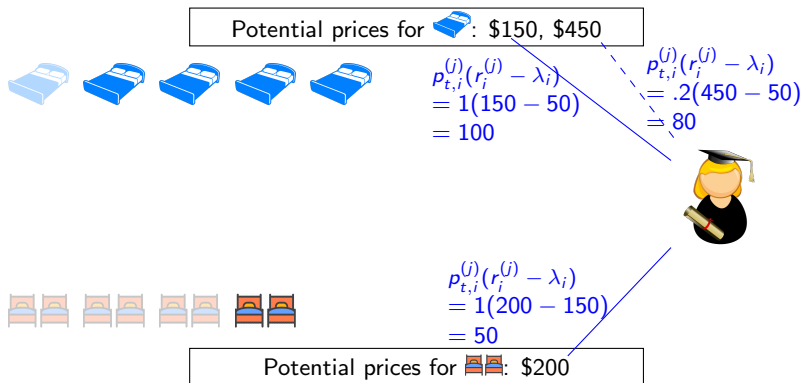 Potential prices for : $150, $450
p_{t,i}^{(j)}(r_i^{(j)} − λ_i)
= 1(150 − 50)
= 100
p_{t,i}^{(j)}(r_i^{(j)} − λ_i)
= .2(450 − 50)
= 80
p_{t,i}^{(j)}(r_i^{(j)} − λ_i)
= 1(200 − 150)
= 50
Potential prices for : $200